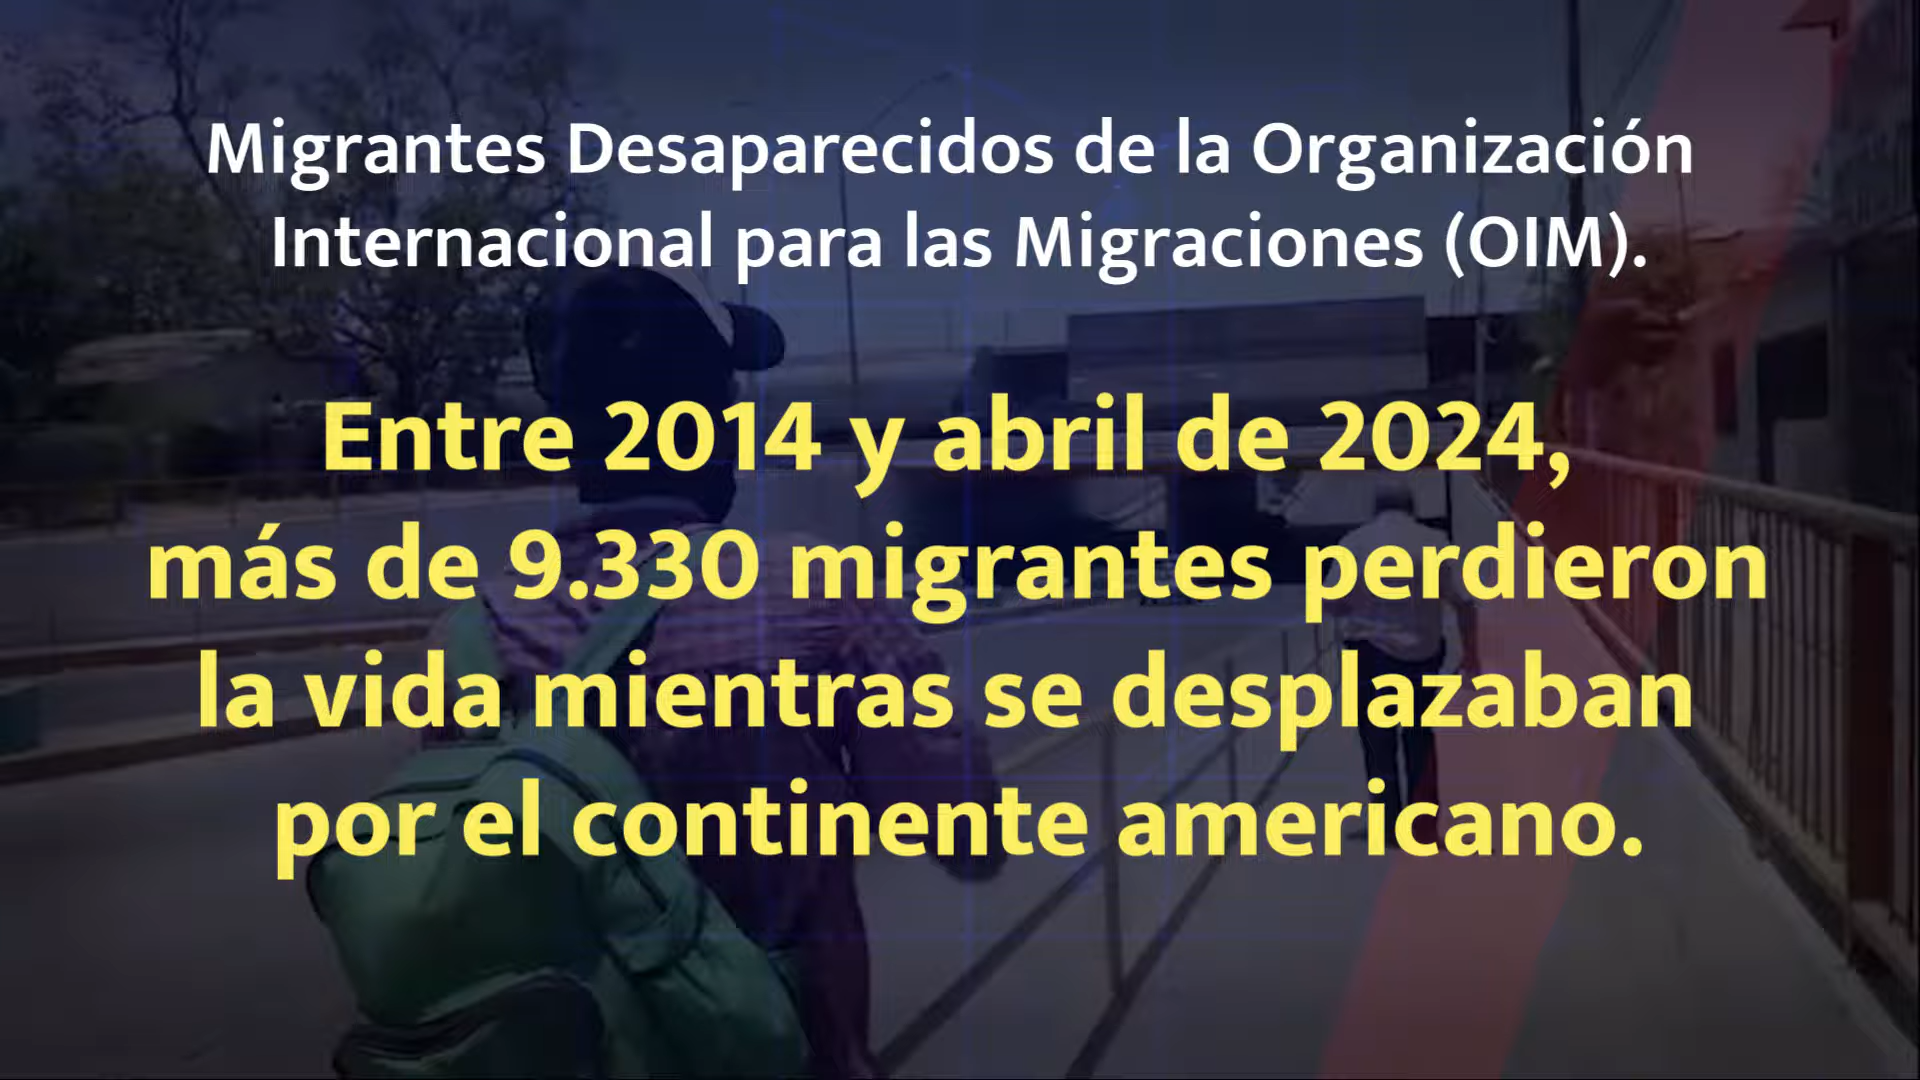 Migrantes Desaparecidos de la Organización
Internacional para las Migraciones (OIM).
Entre 2014 y abril de 2024,
más de 9.330 migrantes perdieron
la vida mientras se desplazaban
por el continente americano.